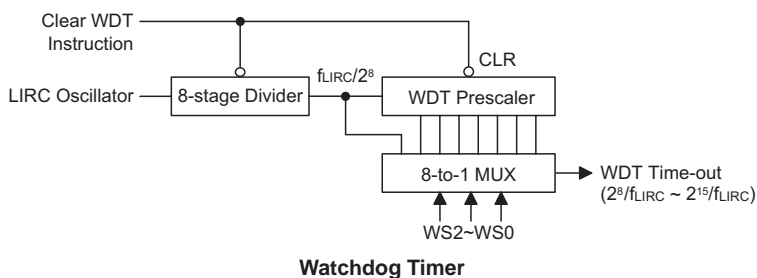 Clear WDT
Instruction
CLR
fLIRC/2⁸
LIRC Oscillator
8-stage Divider
WDT Prescaler
8-to-1 MUX
WDT Time-out
(2⁸/fLIRC ~ 2¹⁵/fLIRC)
WS2~WS0
Watchdog Timer